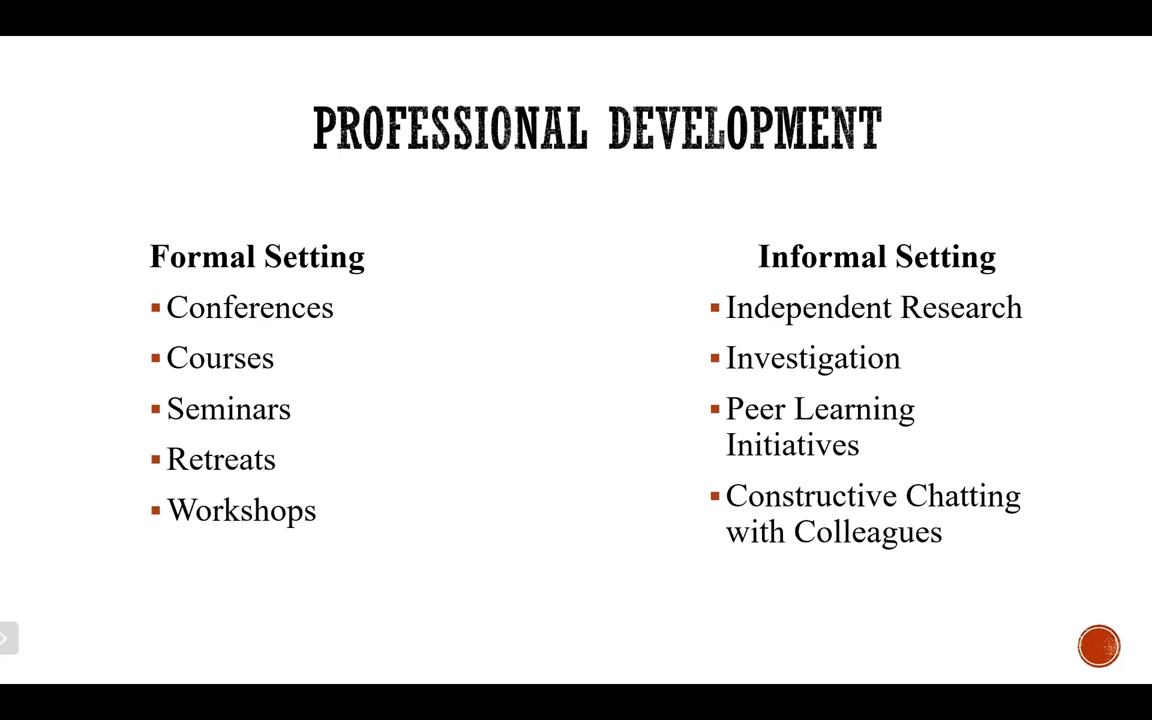 PROFESSIONAL DEVELOPMENT
Formal Setting
Conferences
Courses
Seminars
Retreats
Workshops
Informal Setting
Independent Research
Investigation
Peer Learning
Initiatives
Constructive Chatting
with Colleagues